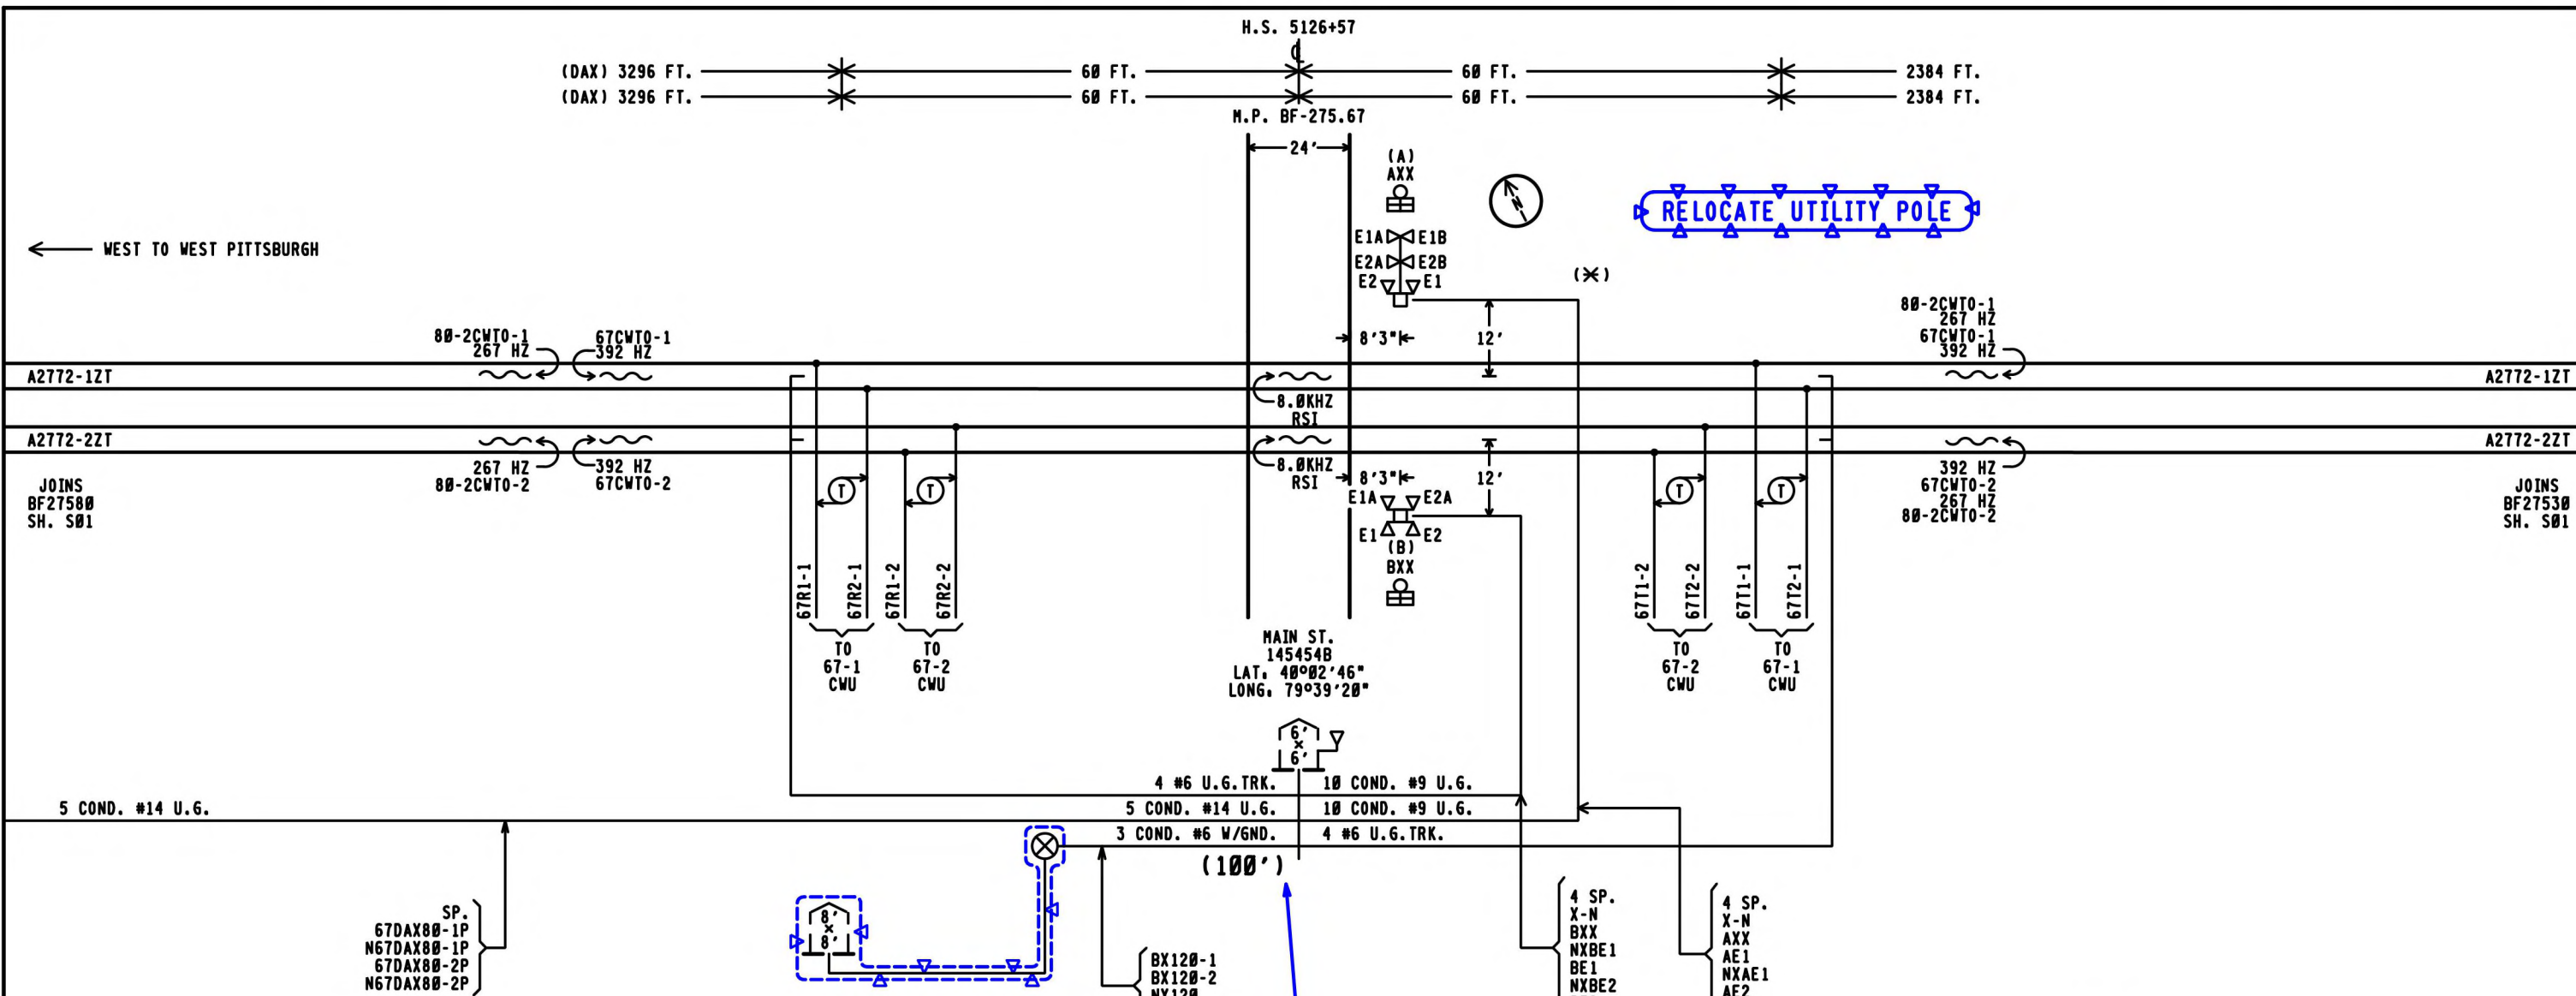 H.S. 5126+57
(DAX) 3296 FT. 60 FT. 60 FT. 2384 FT.
(DAX) 3296 FT. 60 FT. 60 FT. 2384 FT.
M.P. BF-275.67
24'
(A)
AXX
N
RELOCATE UTILITY POLE
E1A E1B
E2A E2B
E2 E1
WEST TO WEST PITTSBURGH
80-2CWTO-1
267 HZ
67CWTO-1
392 HZ
8'3"
12'
80-2CWTO-1
267 HZ
67CWTO-1
392 HZ
A2772-1ZT
A2772-1ZT
8.0KHZ
RSI
A2772-2ZT
A2772-2ZT
267 HZ
80-2CWTO-2
392 HZ
67CWTO-2
8.0KHZ
RSI
8'3"
12'
392 HZ
67CWTO-2
267 HZ
80-2CWTO-2
JOINS
BF27580
SH. S01
JOINS
BF27530
SH. S01
T
T
T
T
E1A E2A
E1 E2
(B)
BXX
67R1-1
67R2-1
67R1-2
67R2-2
67T1-2
67T2-2
67T1-1
67T2-1
TO
67-1
CWU
TO
67-2
CWU
TO
67-2
CWU
TO
67-1
CWU
MAIN ST.
145454B
LAT. 40°02'46"
LONG. 79°39'20"
6'
×
6'
4 #6 U.G.TRK. 10 COND. #9 U.G.
5 COND. #14 U.G.
5 COND. #14 U.G. 10 COND. #9 U.G.
3 COND. #6 W/GND. 4 #6 U.G.TRK.
(100')
SP.
67DAX80-1P
N67DAX80-1P
67DAX80-2P
N67DAX80-2P
8'
×
8'
BX120-1
BX120-2
NX120
4 SP.
X-N
BXX
NXBE1
BE1
NXBE2
4 SP.
X-N
AXX
AE1
NXAE1
AE2